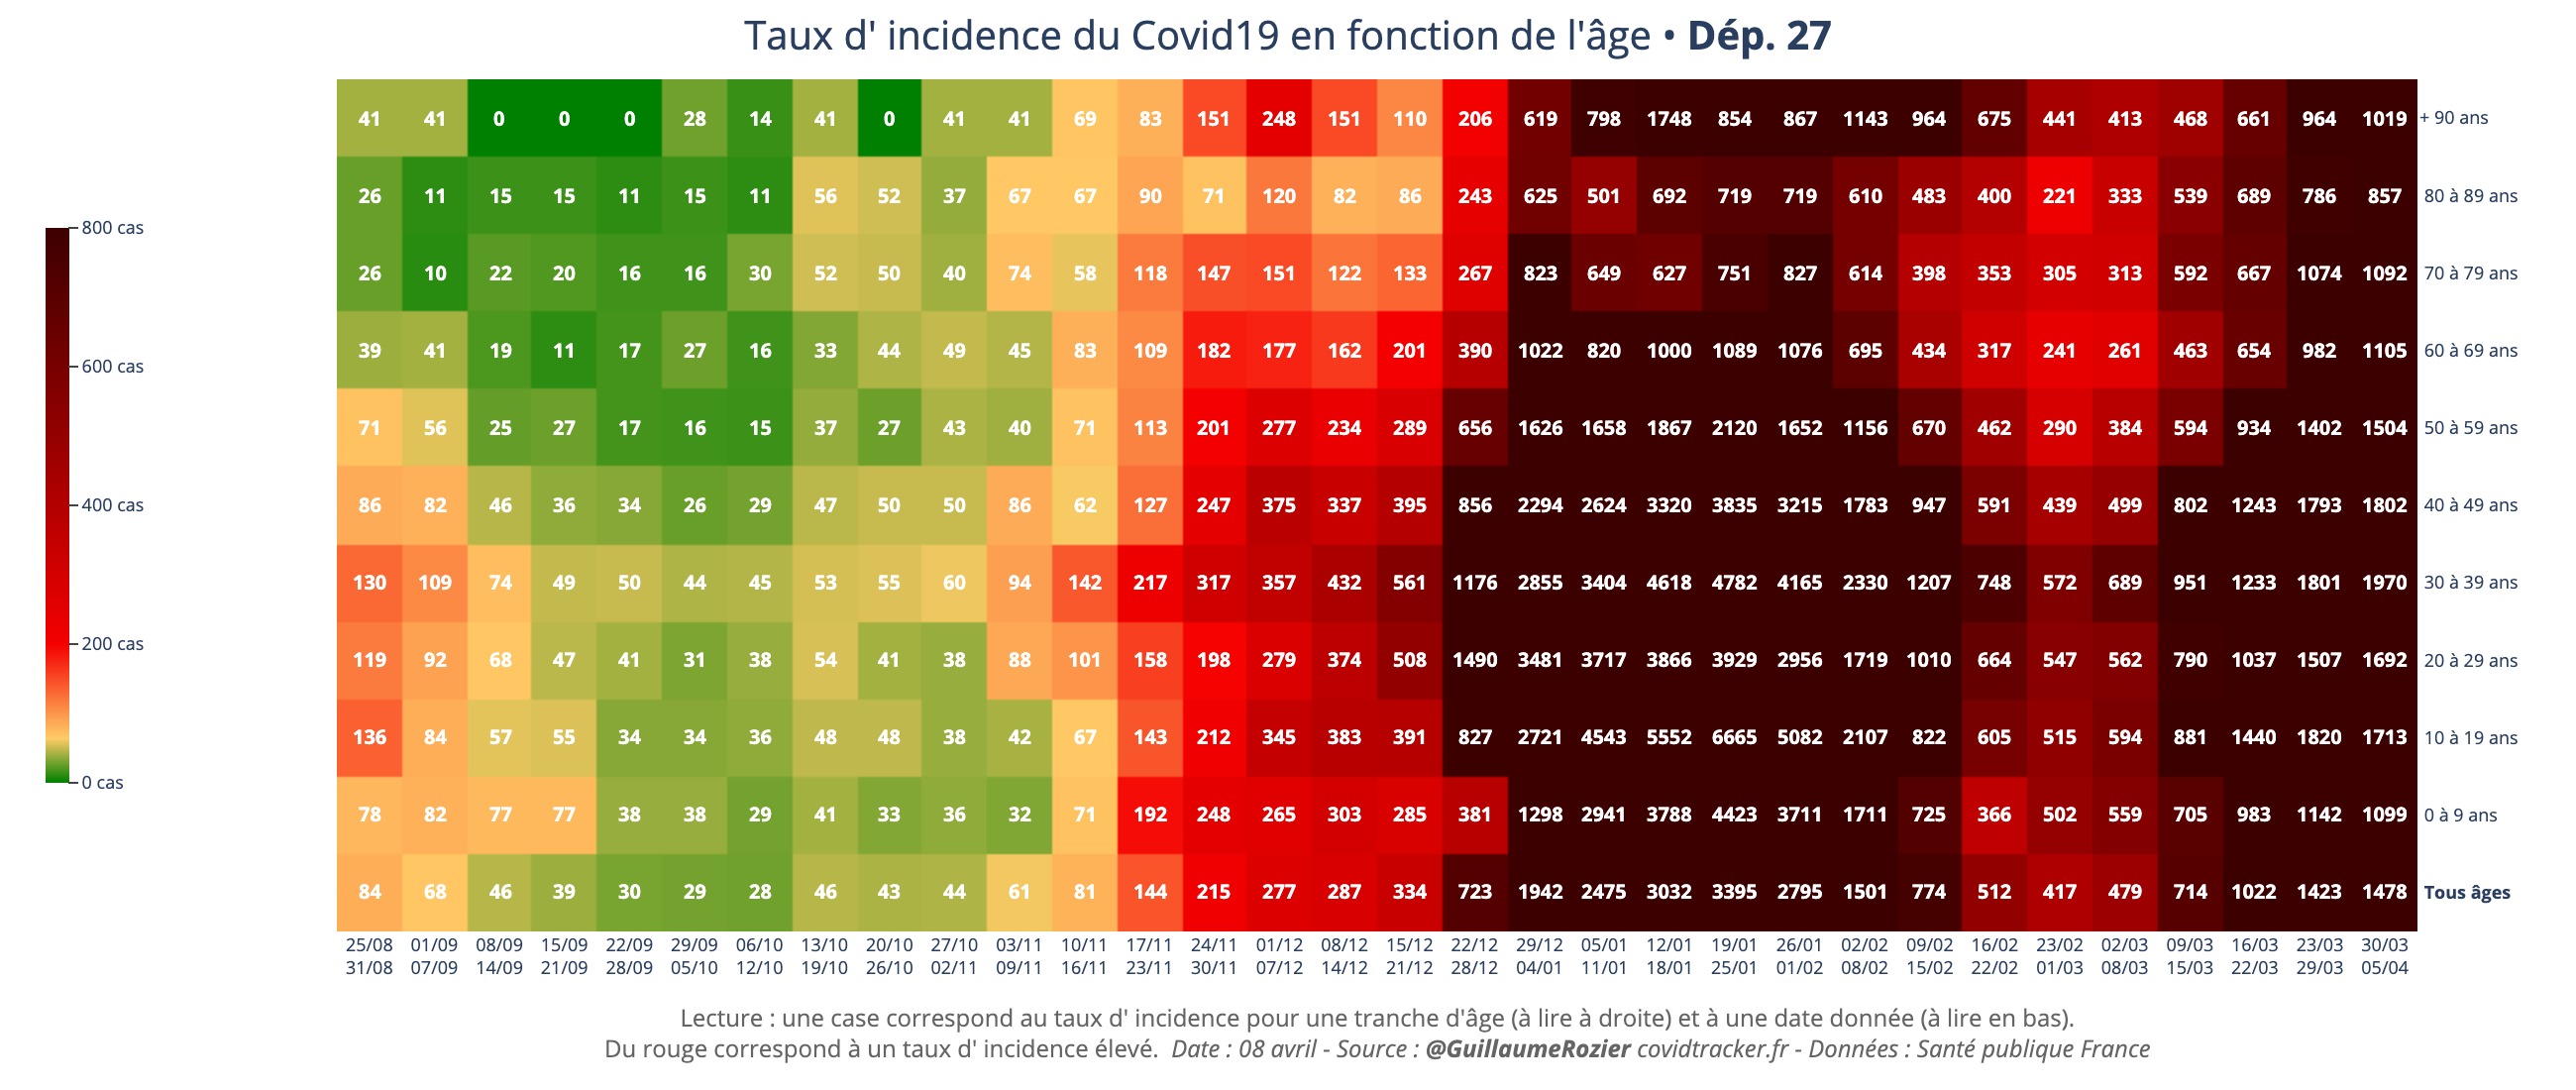 Taux d' incidence du Covid19 en fonction de l'âge • Dép. 27
41 41 0 0 0 28 14 41 0 41 41 69 83 151 248 151 110 206 619 798 1748 854 867 1143 964 675 441 413 468 661 964 1019 + 90 ans
26 11 15 15 11 15 11 56 52 37 67 67 90 71 120 82 86 243 625 501 692 719 719 610 483 400 221 333 539 689 786 857 80 à 89 ans
800 cas
26 10 22 20 16 16 30 52 50 40 74 58 118 147 151 122 133 267 823 649 627 751 827 614 398 353 305 313 592 667 1074 1092 70 à 79 ans
39 41 19 11 17 27 16 33 44 49 45 83 109 182 177 162 201 390 1022 820 1000 1089 1076 695 434 317 241 261 463 654 982 1105 60 à 69 ans
600 cas
71 56 25 27 17 16 15 37 27 43 40 71 113 201 277 234 289 656 1626 1658 1867 2120 1652 1156 670 462 290 384 594 934 1402 1504 50 à 59 ans
400 cas
86 82 46 36 34 26 29 47 50 50 86 62 127 247 375 337 395 856 2294 2624 3320 3835 3215 1783 947 591 439 499 802 1243 1793 1802 40 à 49 ans
130 109 74 49 50 44 45 53 55 60 94 142 217 317 357 432 561 1176 2855 3404 4618 4782 4165 2330 1207 748 572 689 951 1233 1801 1970 30 à 39 ans
200 cas
119 92 68 47 41 31 38 54 41 38 88 101 158 198 279 374 508 1490 3481 3717 3866 3929 2956 1719 1010 664 547 562 790 1037 1507 1692 20 à 29 ans
136 84 57 55 34 34 36 48 48 38 42 67 143 212 345 383 391 827 2721 4543 5552 6665 5082 2107 822 605 515 594 881 1440 1820 1713 10 à 19 ans
0 cas
78 82 77 77 38 38 29 41 33 36 32 71 192 248 265 303 285 381 1298 2941 3788 4423 3711 1711 725 366 502 559 705 983 1142 1099 0 à 9 ans
84 68 46 39 30 29 28 46 43 44 61 81 144 215 277 287 334 723 1942 2475 3032 3395 2795 1501 774 512 417 479 714 1022 1423 1478 Tous âges
25/08 01/09 08/09 15/09 22/09 29/09 06/10 13/10 20/10 27/10 03/11 10/11 17/11 24/11 01/12 08/12 15/12 22/12 29/12 05/01 12/01 19/01 26/01 02/02 09/02 16/02 23/02 02/03 09/03 16/03 23/03 30/03
31/08 07/09 14/09 21/09 28/09 05/10 12/10 19/10 26/10 02/11 09/11 16/11 23/11 30/11 07/12 14/12 21/12 28/12 04/01 11/01 18/01 25/01 01/02 08/02 15/02 22/02 01/03 08/03 15/03 22/03 29/03 05/04
Lecture : une case correspond au taux d' incidence pour une tranche d'âge (à lire à droite) et à une date donnée (à lire en bas).
Du rouge correspond à un taux d' incidence élevé. Date : 08 avril - Source : @GuillaumeRozier covidtracker.fr - Données : Santé publique France